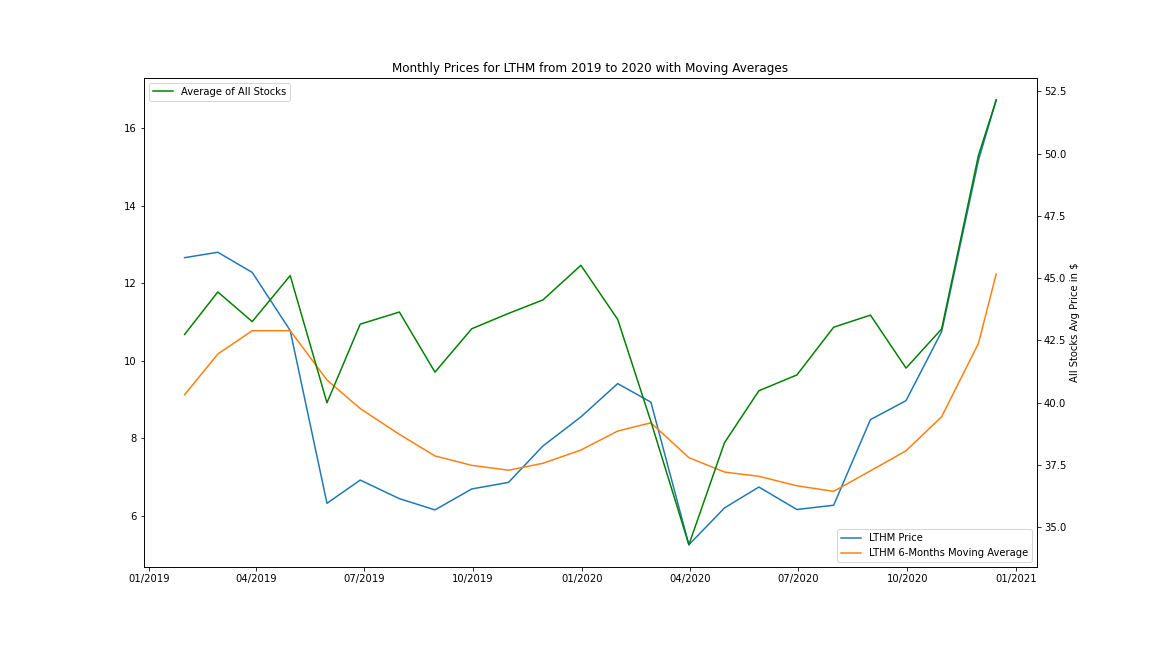 Monthly Prices for LTHM from 2019 to 2020 with Moving Averages
Average of All Stocks
16
14
12
10
8
6
52.5
50.0
47.5
45.0
42.5
40.0
37.5
35.0
All Stocks Avg Price in $
LTHM Price
LTHM 6-Months Moving Average
01/2019 04/2019 07/2019 10/2019 01/2020 04/2020 07/2020 10/2020 01/2021